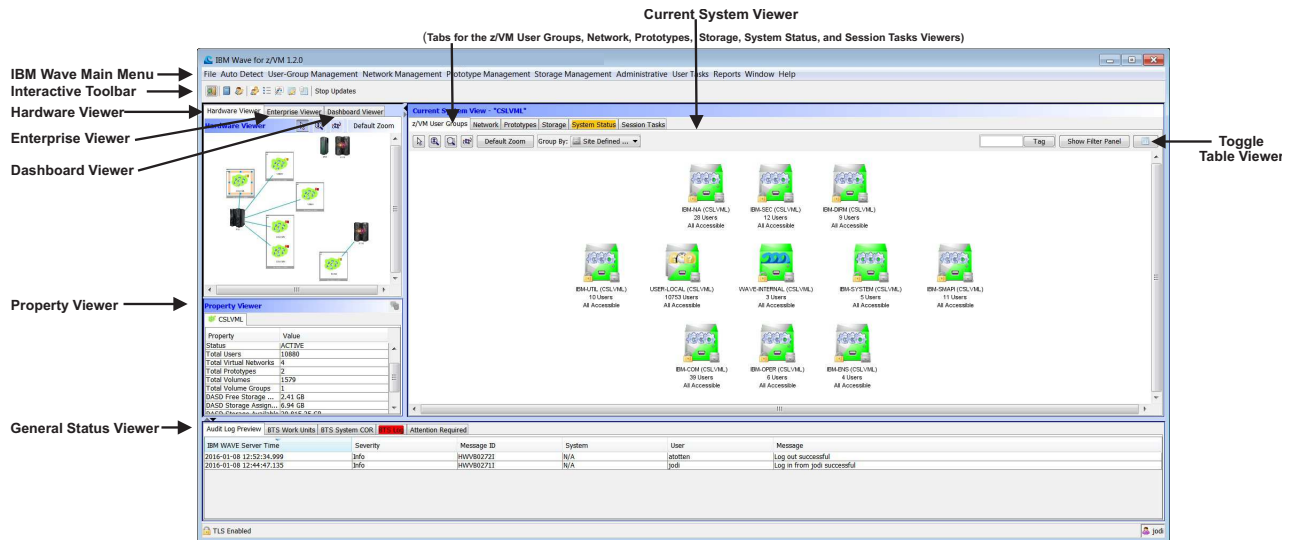 Current System Viewer
(Tabs for the z/VM User Groups, Network, Prototypes, Storage, System Status, and Session Tasks Viewers)
IBM Wave for z/VM 1.2.0
IBM Wave Main Menu
File Auto Detect User-Group Management Network Management Prototype Management Storage Management Administrative User Tasks Reports Window Help
Interactive Toolbar
Stop Updates
Hardware Viewer
Hardware Viewer Enterprise Viewer Dashboard Viewer
Current System View - "CSLVML"
Enterprise Viewer
Hardware Viewer Default Zoom
z/VM User Groups Network Prototypes Storage System Status Session Tasks
Dashboard Viewer
Default Zoom Group By: Site Defined ... Tag Show Filter Panel
Toggle
Table Viewer
IBM-NA (CSLVML)
28 Users
All Accessible
IBM-SEC (CSLVML)
12 Users
All Accessible
IBM-DIRM (CSLVML)
9 Users
All Accessible
IBM-UTIL (CSLVML)
10 Users
All Accessible
USER-LOCAL (CSLVML)
10753 Users
All Accessible
WAVE-INTERNAL (CSLVML)
3 Users
All Accessible
IBM-SYSTEM (CSLVML)
5 Users
All Accessible
IBM-SMAPI (CSLVML)
11 Users
All Accessible
IBM-COM (CSLVML)
39 Users
All Accessible
IBM-OPER (CSLVML)
6 Users
All Accessible
IBM-ENS (CSLVML)
4 Users
All Accessible
Property Viewer
Property Viewer
CSLVML
Property Value
Status ACTIVE
Total Users 10880
Total Virtual Networks 4
Total Prototypes 2
Total Volumes 1579
Total Volume Groups 1
DASD Free Storage ... 2.41 GB
DASD Storage Assign... 6.94 GB
DASD Storage Available
General Status Viewer
Audit Log Preview BTS Work Units BTS System COR BTS Log Attention Required
IBM WAVE Server Time Severity Message ID System User Message
2016-01-08 12:52:34.999 Info HWVB0272I N/A atotten Log out successful
2016-01-08 12:44:47.135 Info HWVB0271I N/A jodi Log in from jodi successful
TLS Enabled
jodi